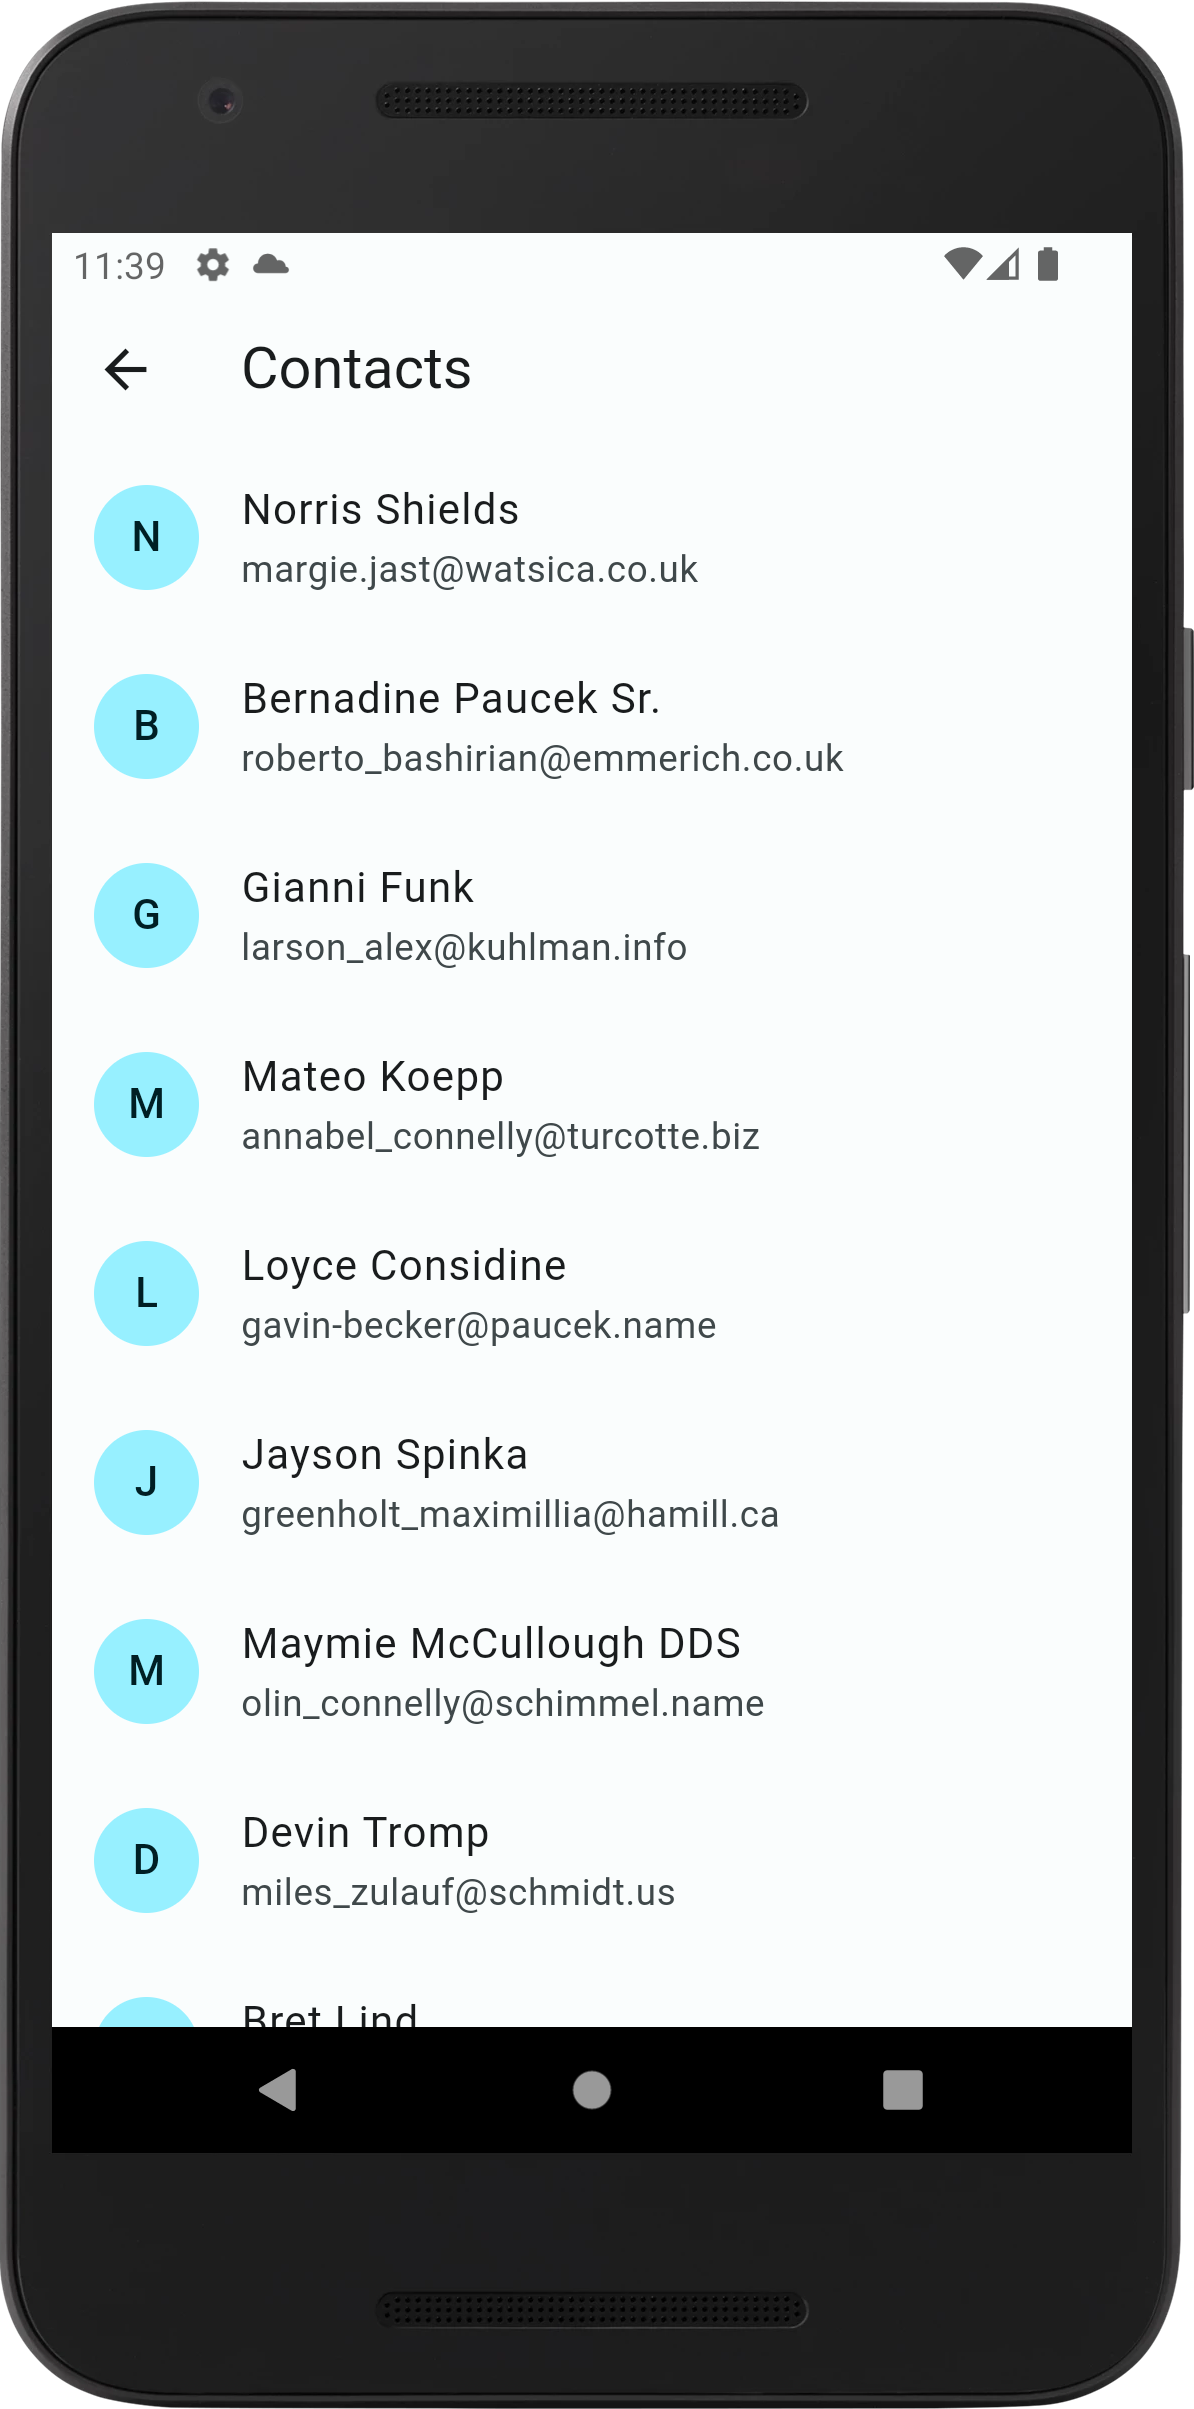 11:39
Contacts
N
Norris Shields
margie.jast@watsica.co.uk
B
Bernadine Paucek Sr.
roberto_bashirian@emmerich.co.uk
G
Gianni Funk
larson_alex@kuhlman.info
M
Mateo Koepp
annabel_connelly@turcotte.biz
L
Loyce Considine
gavin-becker@paucek.name
J
Jayson Spinka
greenholt_maximillia@hamill.ca
M
Maymie McCullough DDS
olin_connelly@schimmel.name
D
Devin Tromp
miles_zulauf@schmidt.us
Bret Lind